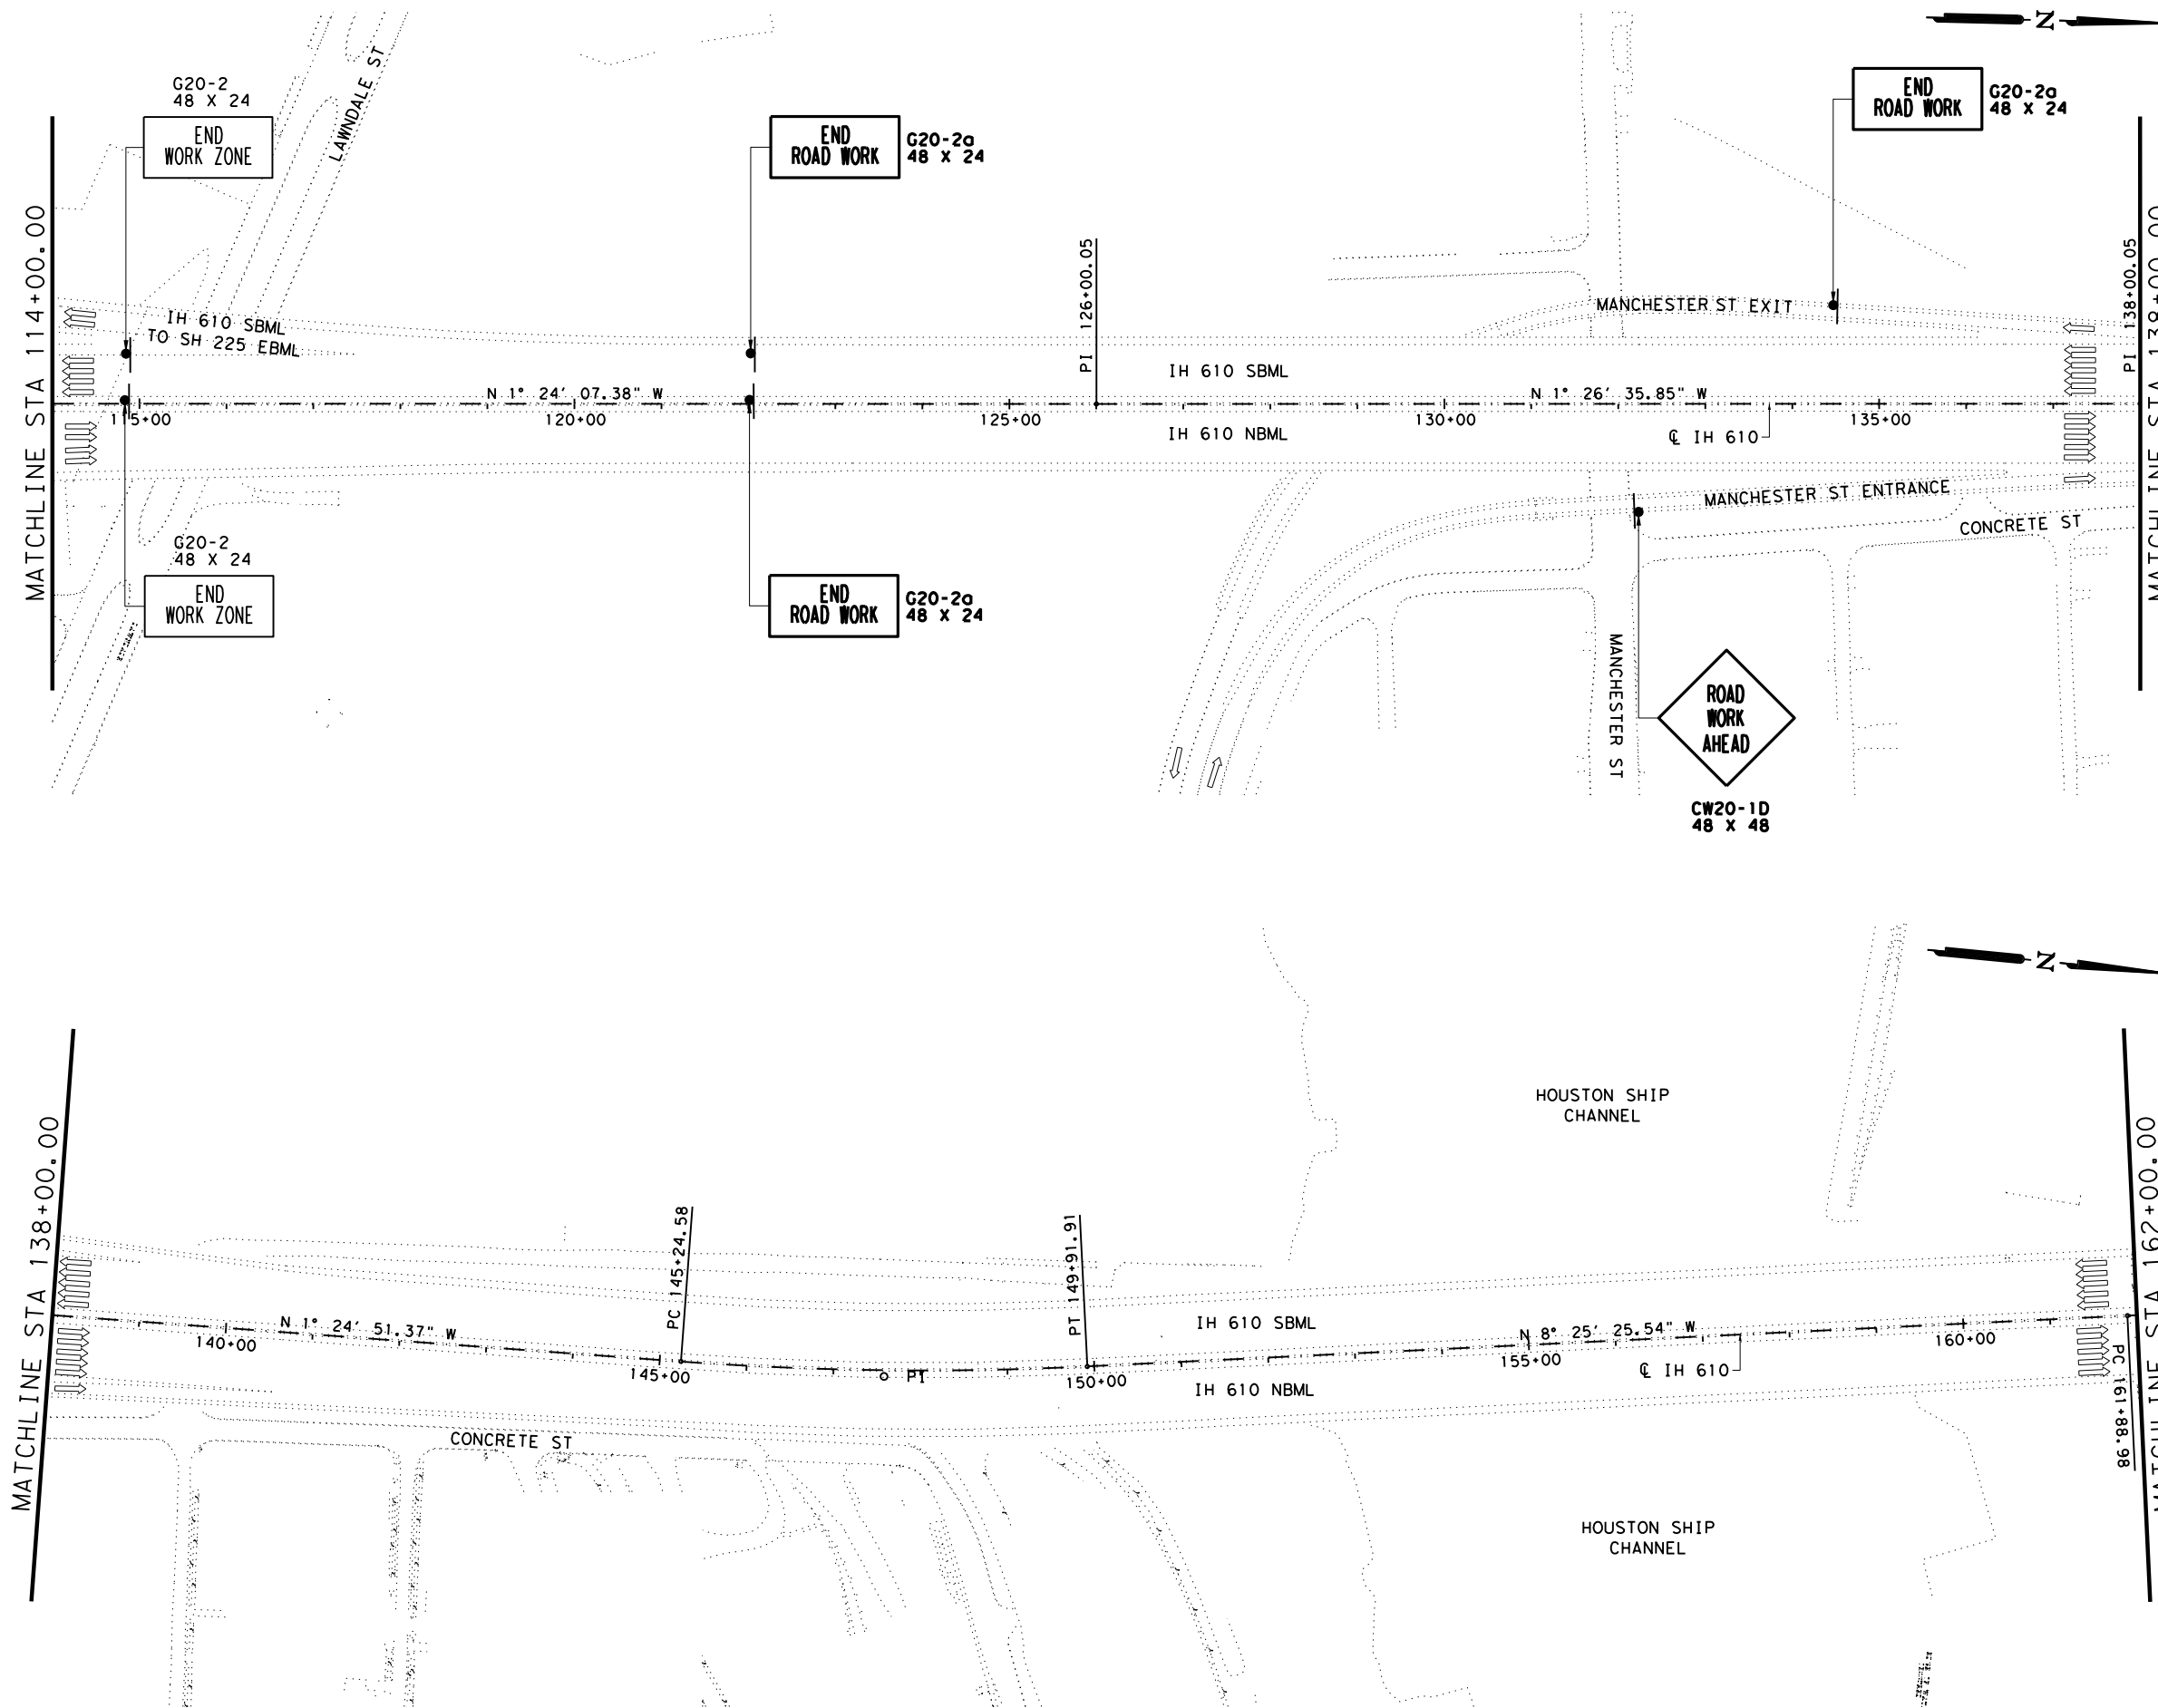 N
G20-2
48 X 24
END
WORK ZONE
LAWNDALE ST
END
ROAD WORK
G20-2a
48 X 24
END
ROAD WORK
G20-2a
48 X 24
MATCHLINE STA 114+00.00
IH 610 SBML
TO SH 225 EBML
N 1° 24' 07.38" W
115+00
120+00
125+00
PI 126+00.05
IH 610 SBML
IH 610 NBML
MANCHESTER ST EXIT
N 1° 26' 35.85" W
130+00
℄ IH 610
135+00
PI 138+00.05
MATCHLINE STA 138+00.00
MANCHESTER ST ENTRANCE
CONCRETE ST
G20-2
48 X 24
END
WORK ZONE
END
ROAD WORK
G20-2a
48 X 24
MANCHESTER ST
ROAD
WORK
AHEAD
CW20-1D
48 X 48
N
HOUSTON SHIP
CHANNEL
MATCHLINE STA 138+00.00
N 1° 24' 51.37" W
140+00
145+00
PC 145+24.58
PI
PT 149+91.91
150+00
IH 610 SBML
IH 610 NBML
N 8° 25' 25.54" W
155+00
℄ IH 610
160+00
PC 161+88.98
MATCHLINE STA 162+00.00
CONCRETE ST
HOUSTON SHIP
CHANNEL